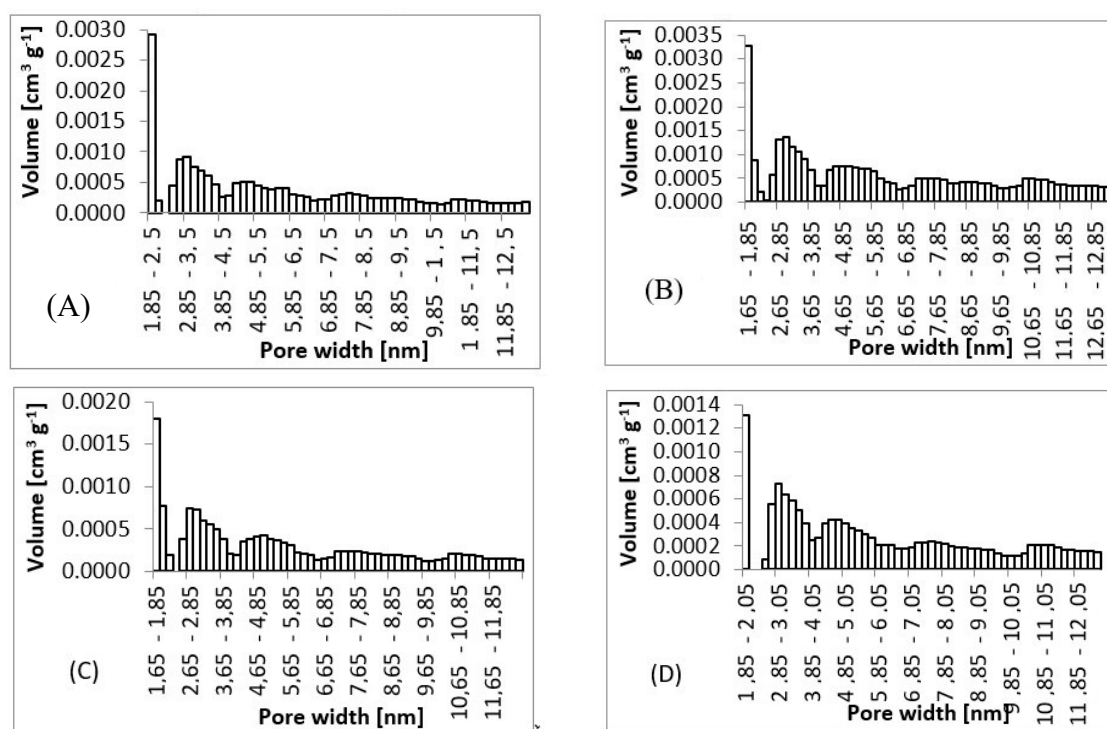 Volume [cm³ g⁻¹]
0.0030
0.0025
0.0020
0.0015
0.0010
0.0005
0.0000
1.85 - 2. 5
2,85 - 3, 5
3,85 - 4, 5
4,85 - 5, 5
5,85 - 6, 5
6,85 - 7, 5
7,85 - 8, 5
8,85 - 9, 5
9,85 - 1 , 5
1 .85 - 11, 5
11,85 - 12, 5
(A)
Pore width [nm]
Volume [cm³ g⁻¹]
0.0035
0.0030
0.0025
0.0020
0.0015
0.0010
0.0005
0.0000
1,65 - 1,85
2,65 - 2,85
3,65 - 3,85
4,65 - 4,85
5,65 - 5,85
6,65 - 6,85
7,65 - 7,85
8,65 - 8,85
9,65 - 9,85
10,65 - 10,85
11,65 - 11,85
12,65 - 12,85
(B)
Pore width [nm]
Volume [cm³ g⁻¹]
0.0020
0.0015
0.0010
0.0005
0.0000
1,65 - 1,85
2,65 - 2,85
3,65 - 3,85
4,65 - 4,85
5,65 - 5,85
6,65 - 6,85
7,65 - 7,85
8,65 - 8,85
9,65 - 9,85
10,65 - 10,85
11,65 - 11,85
(C)
Pore width [nm]
Volume [cm³ g⁻¹]
0.0014
0.0012
0.0010
0.0008
0.0006
0.0004
0.0002
0.0000
1 ,85 - 2,05
2,85 - 3.05
3 ,85 - 4,05
4,85 - 5,05
5,85 - 6,05
6,85 - 7,05
7,85 - 8,05
8,85 - 9,05
9 ,85 - 10,05
10,85 - 11,05
11 .85 - 12,05
(D)
Pore width [nm]